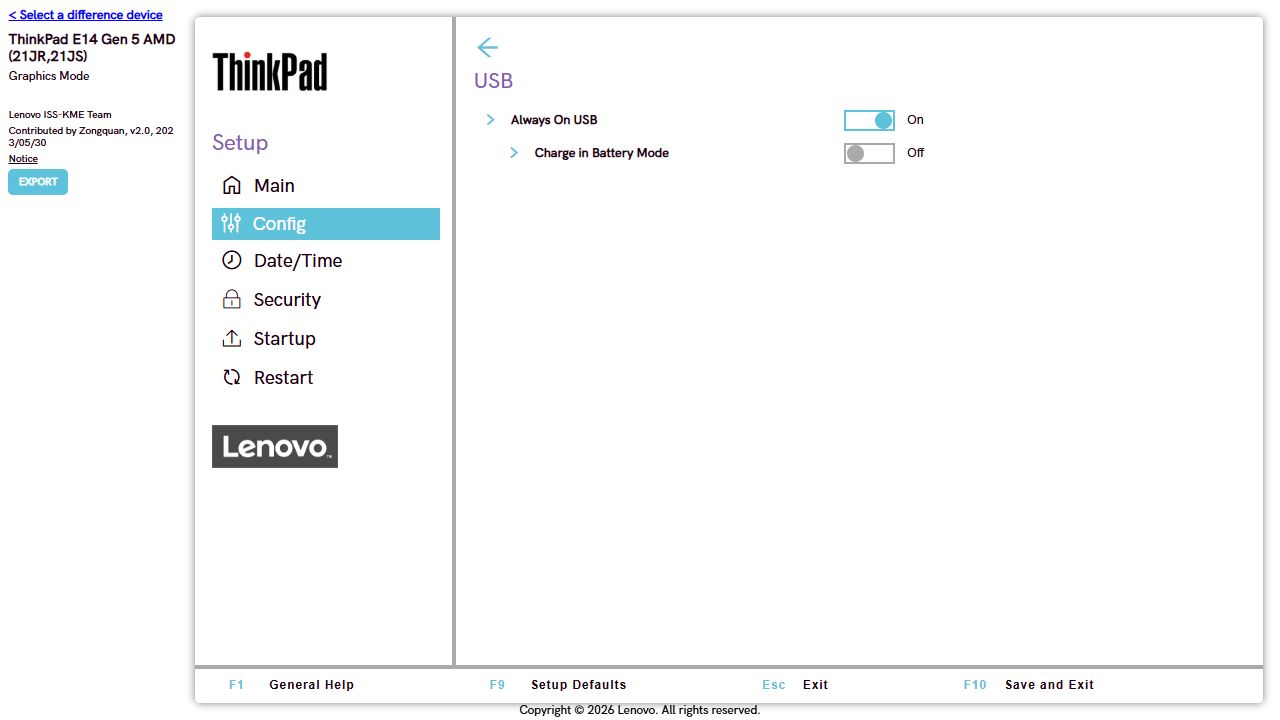 < Select a difference device
ThinkPad E14 Gen 5 AMD
(21JR,21JS)
Graphics Mode
Lenovo ISS-KME Team
Contributed by Zongquan, v2.0, 202
3/05/30
Notice
EXPORT
ThinkPad
Setup
Main
Config
Date/Time
Security
Startup
Restart
Lenovo™
USB
Always On USB On
Charge in Battery Mode Off
F1 General Help F9 Setup Defaults Esc Exit F10 Save and Exit
Copyright © 2026 Lenovo. All rights reserved.